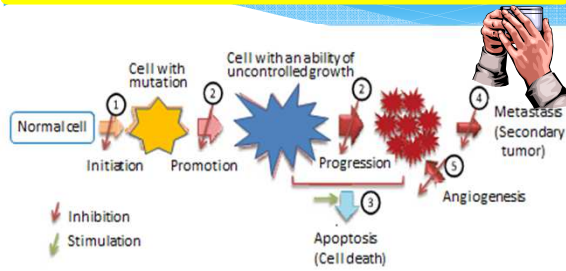 Cell with
mutation
Cell with an ability of
uncontrolled growth
1
2
2
4
Normal cell
Metastasis
(Secondary
tumor)
Initiation
Promotion
Progression
5
Angiogenesis
3
Inhibition
Stimulation
Apoptosis
(Cell death)